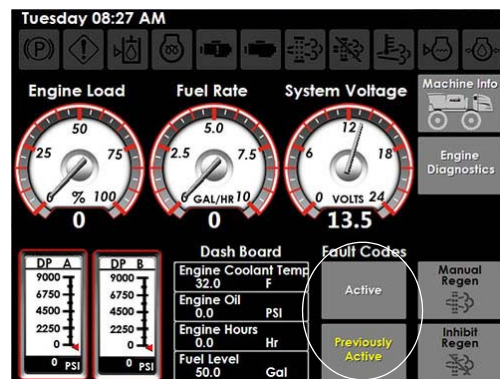 Tuesday 08:27 AM
(P)
Engine Load
Fuel Rate
System Voltage
Machine Info
50
25
75
0
%
100
0
5.0
2.5
7.5
0
GAL/HR
10
0
12
6
18
0
VOLTS
24
13.5
Engine
Diagnostics
DP A
9000
6750
4500
2250
0
0 PSI
DP B
9000
6750
4500
2250
0
0 PSI
Dash Board
Engine Coolant Temp
32.0 F
Engine Oil
0.0 PSI
Engine Hours
0.0 Hr
Fuel Level
50.0 Gal
Fault Codes
Active
Previously
Active
Manual
Regen
Inhibit
Regen